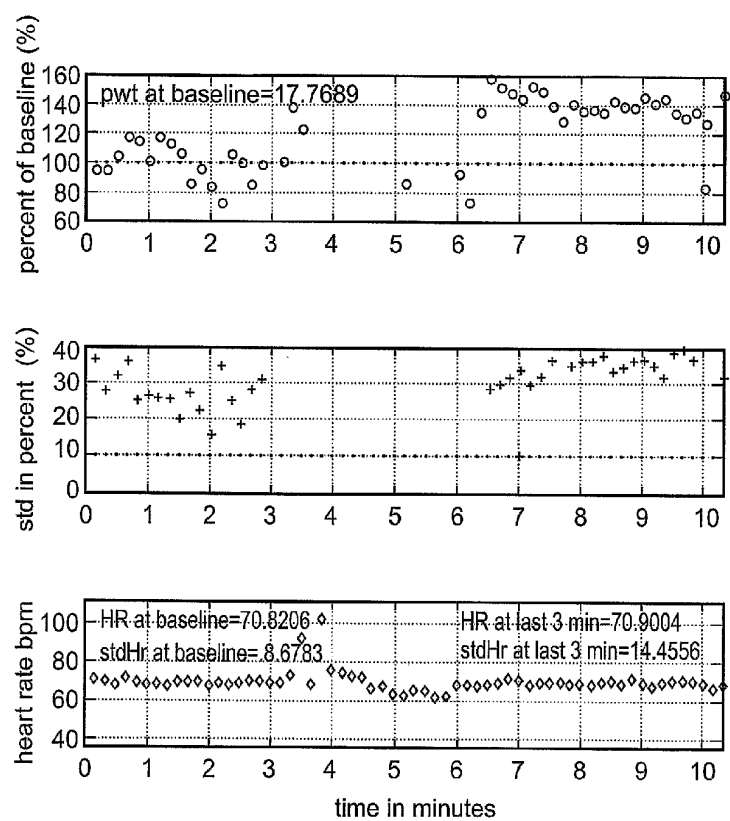 percent of baseline (%)
160
140
120
100
80
60
pwt at baseline=17.7689
0 1 2 3 4 5 6 7 8 9 10
std in percent (%)
40
30
20
10
0
0 1 2 3 4 5 6 7 8 9 10
heart rate bpm
100
80
60
40
HR at baseline=70.8206
stdHr at baseline=8.6783
HR at last 3 min=70.9004
stdHr at last 3 min=14.4556
0 1 2 3 4 5 6 7 8 9 10
time in minutes